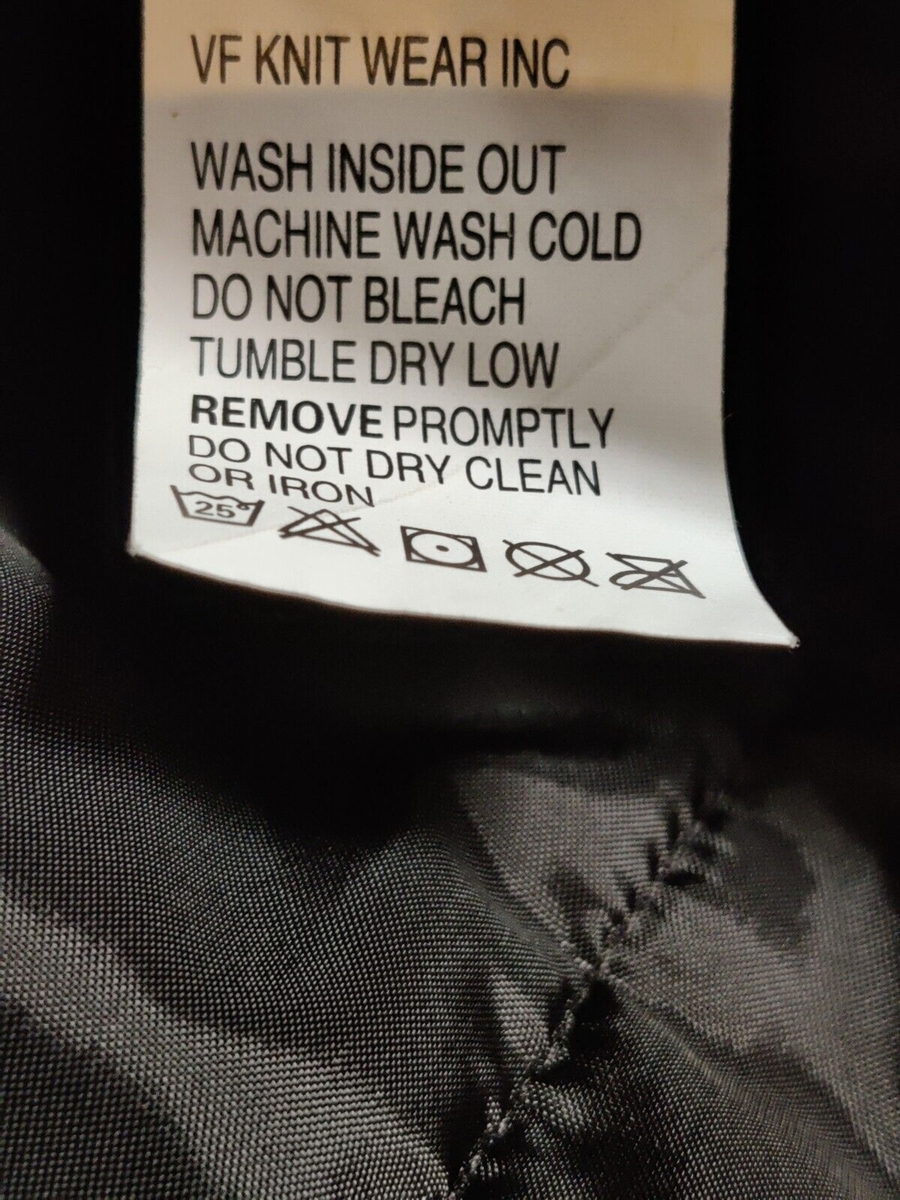 VF KNIT WEAR INC
WASH INSIDE OUT
MACHINE WASH COLD
DO NOT BLEACH
TUMBLE DRY LOW
REMOVE PROMPTLY
DO NOT DRY CLEAN
OR IRON
25°